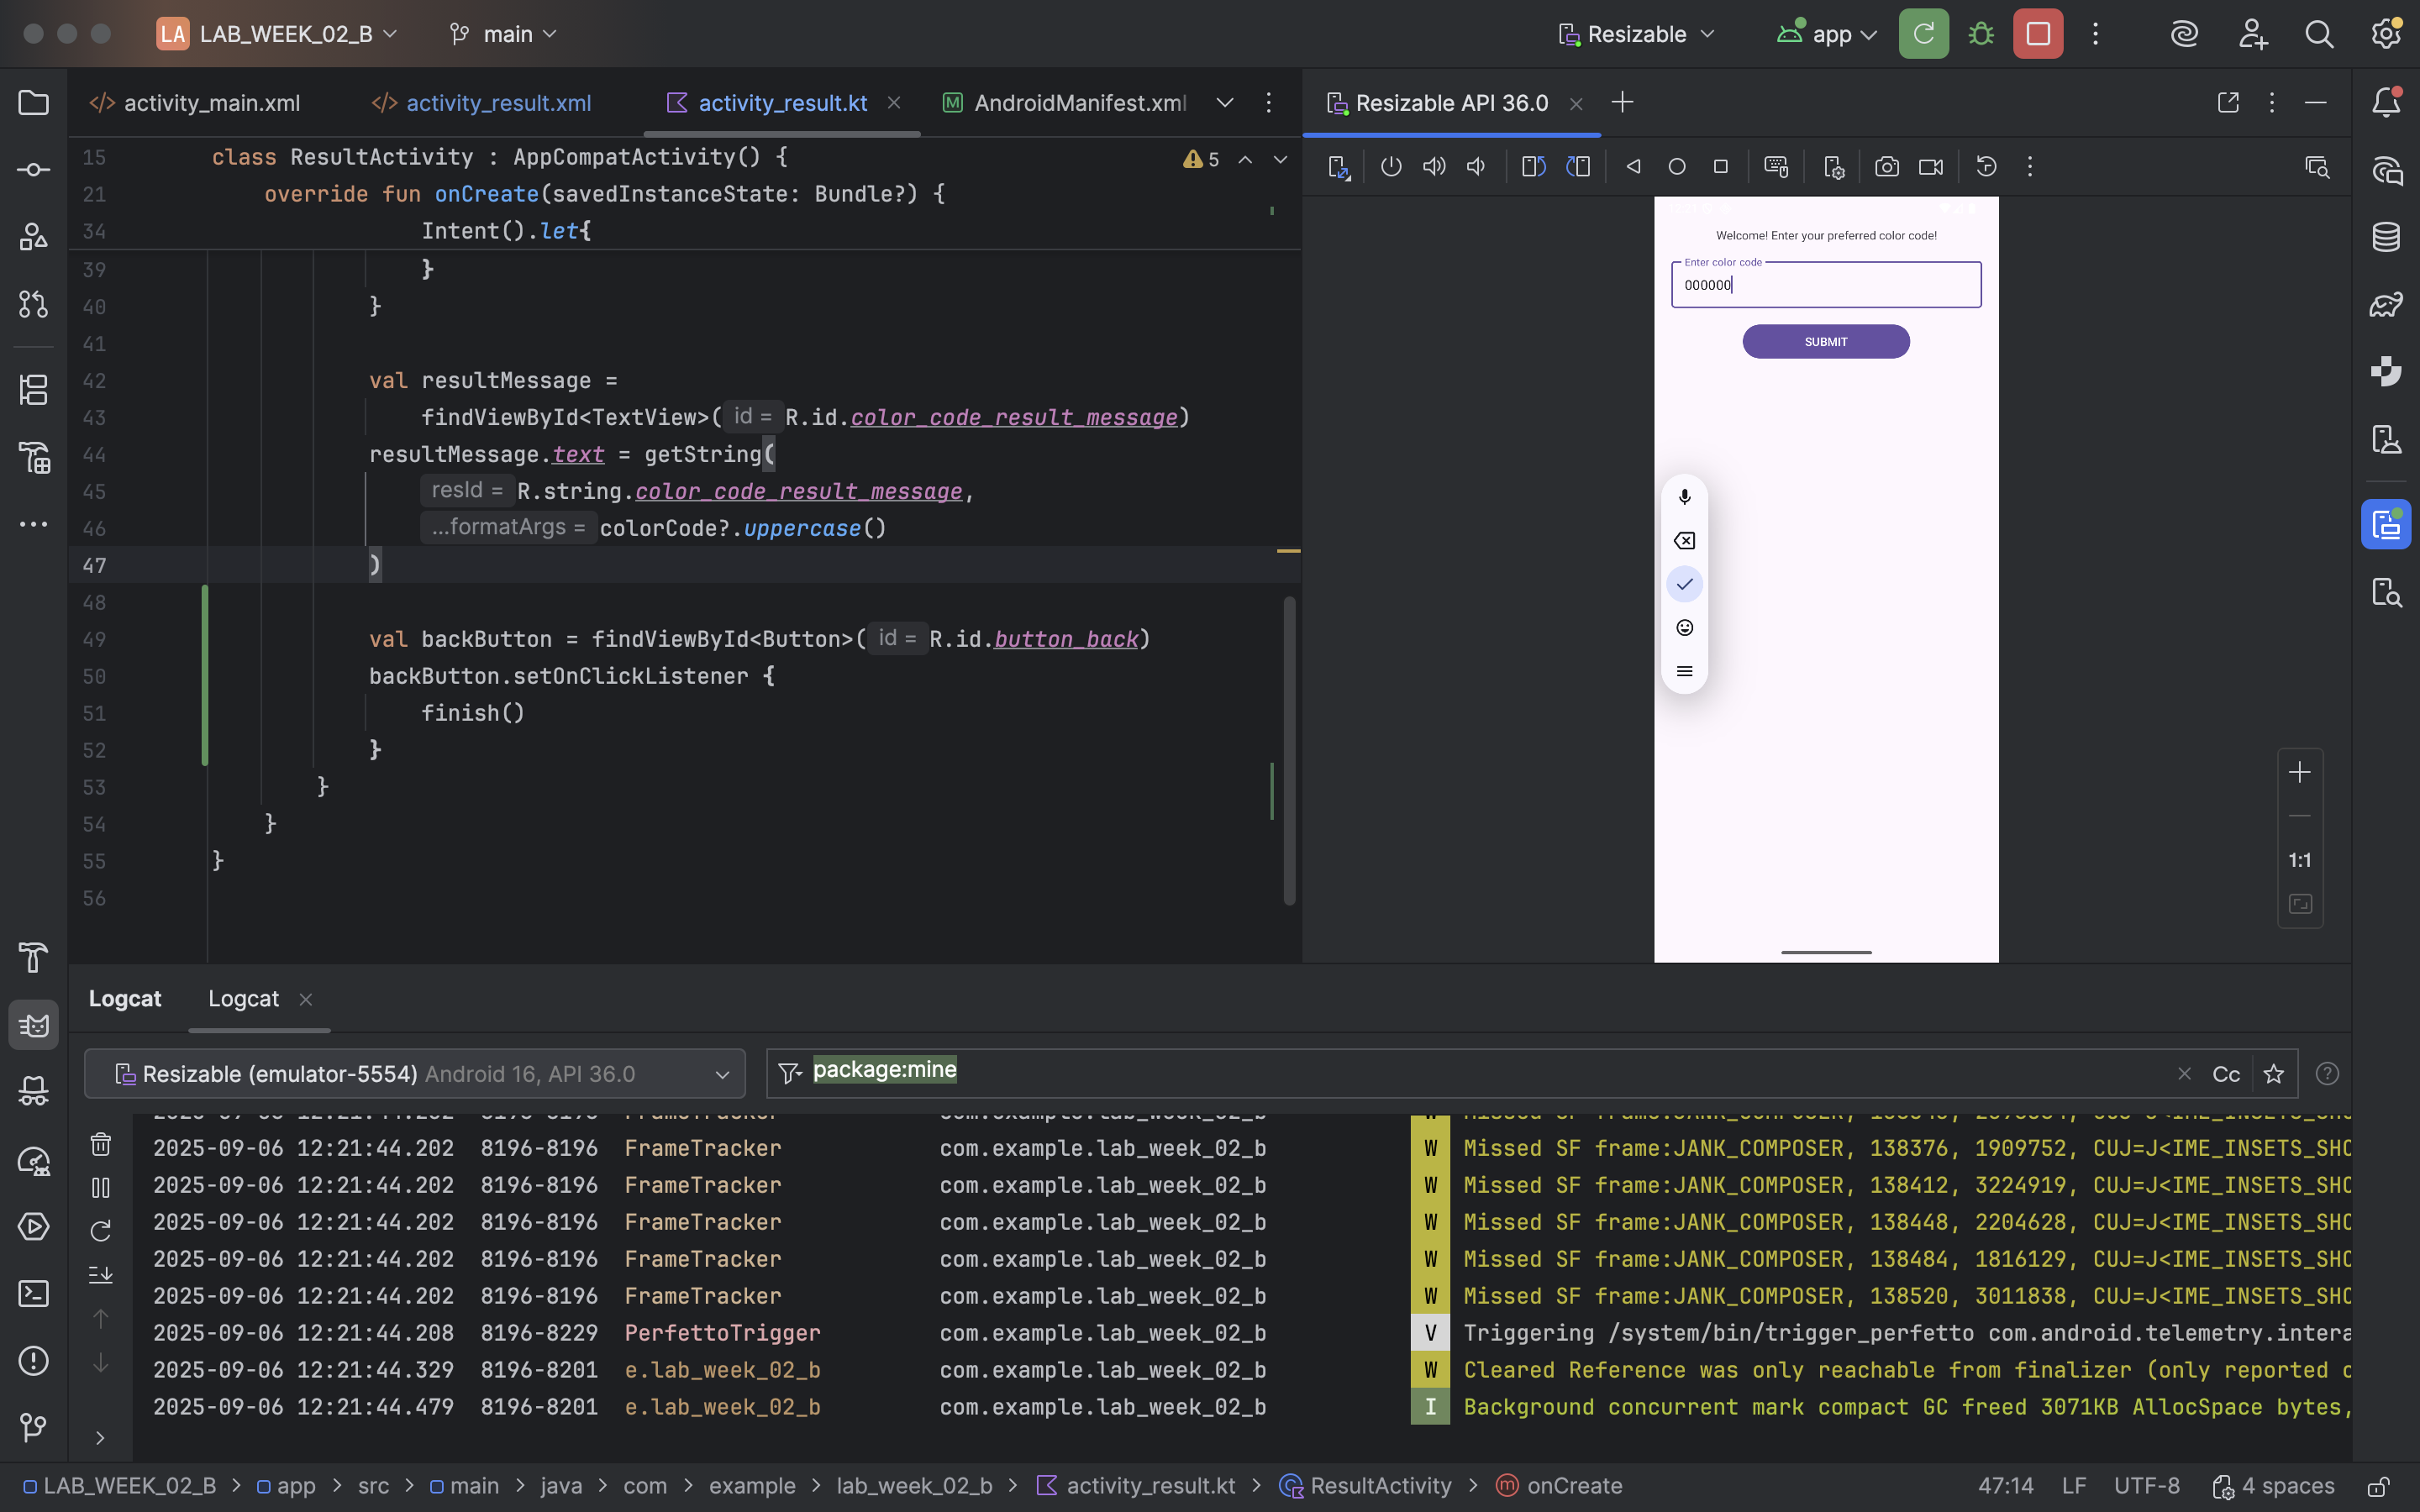 LA LAB_WEEK_02_B main Resizable app
activity_main.xml activity_result.xml activity_result.kt AndroidManifest.xml Resizable API 36.0
15 class ResultActivity : AppCompatActivity() { 5
21 override fun onCreate(savedInstanceState: Bundle?) {
34 Intent().let{
39 }
40 }
41
42 val resultMessage =
43 findViewById<TextView>( id = R.id.color_code_result_message)
44 resultMessage.text = getString(
45 resId = R.string.color_code_result_message,
46 ...formatArgs = colorCode?.uppercase()
47 )
48
49 val backButton = findViewById<Button>( id = R.id.button_back)
50 backButton.setOnClickListener {
51 finish()
52 }
53 }
54 }
55 }
56
Welcome! Enter your preferred color code!
Enter color code
000000
SUBMIT
1:1
Logcat Logcat
Resizable (emulator-5554) Android 16, API 36.0 package:mine Cc
2025-09-06 12:21:44.202 8196-8196 FrameTracker com.example.lab_week_02_b W Missed SF frame:JANK_COMPOSER, 138376, 1909752, CUJ=J<IME_INSETS_SHO
2025-09-06 12:21:44.202 8196-8196 FrameTracker com.example.lab_week_02_b W Missed SF frame:JANK_COMPOSER, 138412, 3224919, CUJ=J<IME_INSETS_SHO
2025-09-06 12:21:44.202 8196-8196 FrameTracker com.example.lab_week_02_b W Missed SF frame:JANK_COMPOSER, 138448, 2204628, CUJ=J<IME_INSETS_SHO
2025-09-06 12:21:44.202 8196-8196 FrameTracker com.example.lab_week_02_b W Missed SF frame:JANK_COMPOSER, 138484, 1816129, CUJ=J<IME_INSETS_SHO
2025-09-06 12:21:44.202 8196-8196 FrameTracker com.example.lab_week_02_b W Missed SF frame:JANK_COMPOSER, 138520, 3011838, CUJ=J<IME_INSETS_SHO
2025-09-06 12:21:44.208 8196-8229 PerfettoTrigger com.example.lab_week_02_b V Triggering /system/bin/trigger_perfetto com.android.telemetry.intera
2025-09-06 12:21:44.329 8196-8201 e.lab_week_02_b com.example.lab_week_02_b W Cleared Reference was only reachable from finalizer (only reported
2025-09-06 12:21:44.479 8196-8201 e.lab_week_02_b com.example.lab_week_02_b I Background concurrent mark compact GC freed 3071KB AllocSpace bytes,
LAB_WEEK_02_B > app > src > main > java > com > example > lab_week_02_b > activity_result.kt > ResultActivity > onCreate 47:14 LF UTF-8 4 spaces